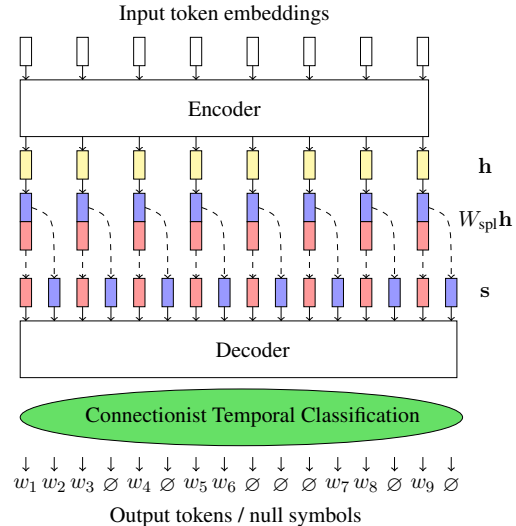 Input token embeddings
Encoder
h
W_spl h
s
Decoder
Connectionist Temporal Classification
w₁ w₂ w₃ ∅ w₄ ∅ w₅ w₆ ∅ ∅ ∅ w₇ w₈ ∅ w₉ ∅
Output tokens / null symbols